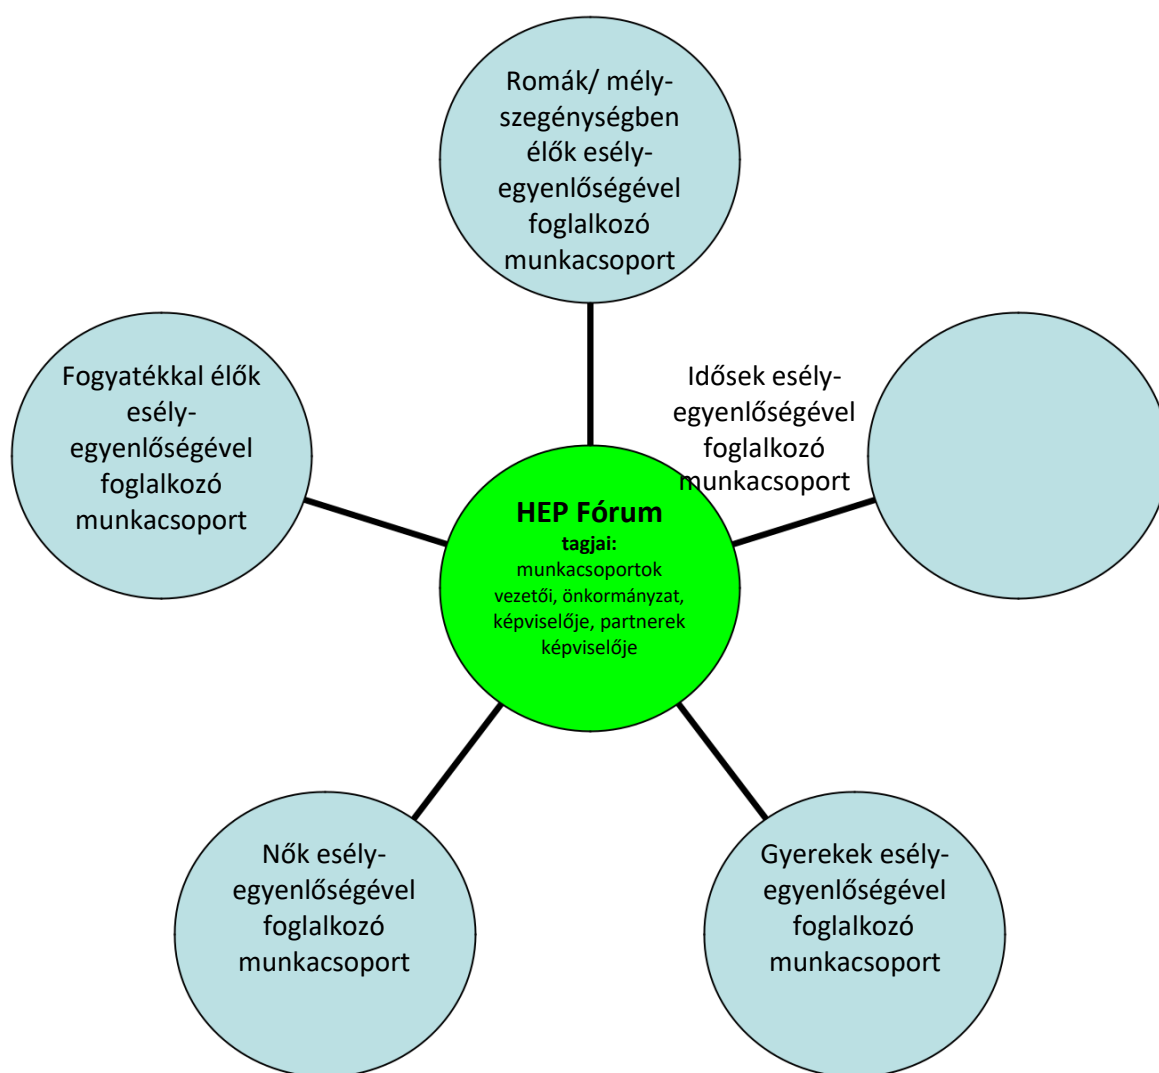 Romák/ mély-
szegénységben
élők esély-
egyenlőségével
foglalkozó
munkacsoport
Fogyatékkal élők
esély-
egyenlőségével
foglalkozó
munkacsoport
Idősek esély-
egyenlőségével
foglalkozó
munkacsoport
HEP Fórum
tagjai:
munkacsoportok
vezetői, önkormányzat,
képviselője, partnerek
képviselője
Nők esély-
egyenlőségével
foglalkozó
munkacsoport
Gyerekek esély-
egyenlőségével
foglalkozó
munkacsoport